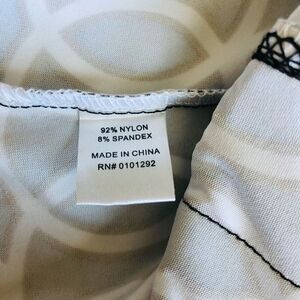 92% NYLON
8% SPANDEX
MADE IN CHINA
RN# 0101292